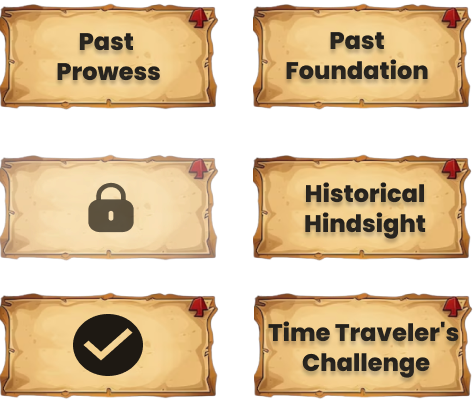 Past
Prowess
Past
Foundation
Historical
Hindsight
Time Traveler's
Challenge